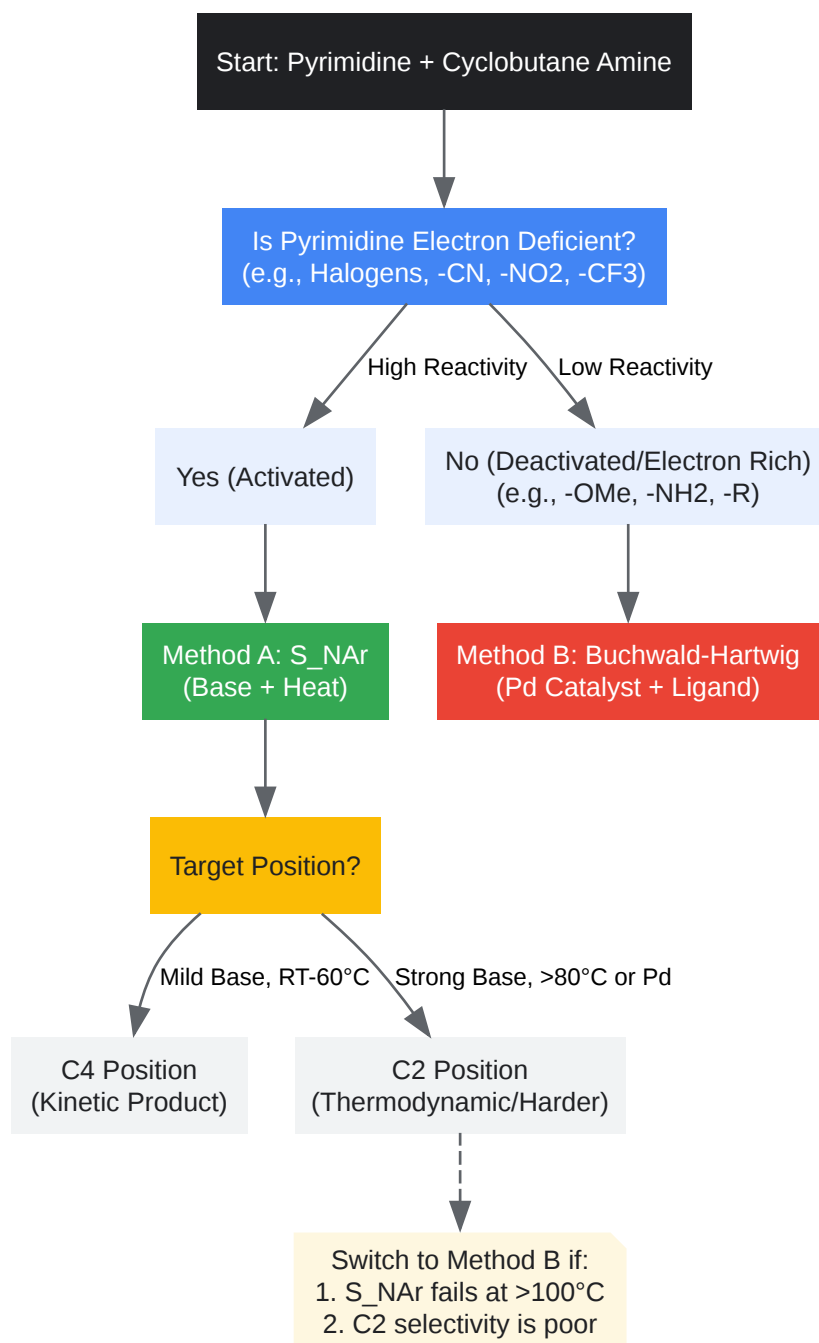 Start: Pyrimidine + Cyclobutane Amine
Is Pyrimidine Electron Deficient?
(e.g., Halogens, -CN, -NO2, -CF3)
High Reactivity
Low Reactivity
Yes (Activated)
No (Deactivated/Electron Rich)
(e.g., -OMe, -NH2, -R)
Method A: S_NAr
(Base + Heat)
Method B: Buchwald-Hartwig
(Pd Catalyst + Ligand)
Target Position?
Mild Base, RT-60°C
Strong Base, >80°C or Pd
C4 Position
(Kinetic Product)
C2 Position
(Thermodynamic/Harder)
Switch to Method B if:
1. S_NAr fails at >100°C
2. C2 selectivity is poor